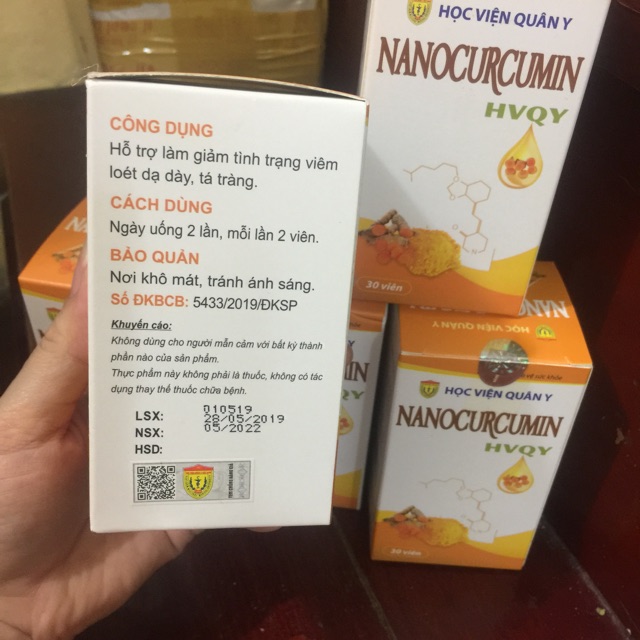 CÔNG DỤNG
Hỗ trợ làm giảm tình trạng viêm
loét dạ dày, tá tràng.
CÁCH DÙNG
Ngày uống 2 lần, mỗi lần 2 viên.
BẢO QUẢN
Nơi khô mát, tránh ánh sáng.
Số ĐKBCB: 5433/2019/ĐKSP
Khuyến cáo:
Không dùng cho người mẫn cảm với bất kỳ thành
phần nào của sản phẩm.
Thực phẩm này không phải là thuốc, không có tác
dụng thay thế thuốc chữa bệnh.
LSX: 010519
NSX: 28/05/2019
HSD: 05/2022
HỌC VIỆN QUÂN Y
NANOCURCUMIN
HVQY
30 viên
HỌC VIỆN QUÂN Y
HỌC VIỆN QUÂN Y
NANOCURCUMIN
HVQY
30 viên